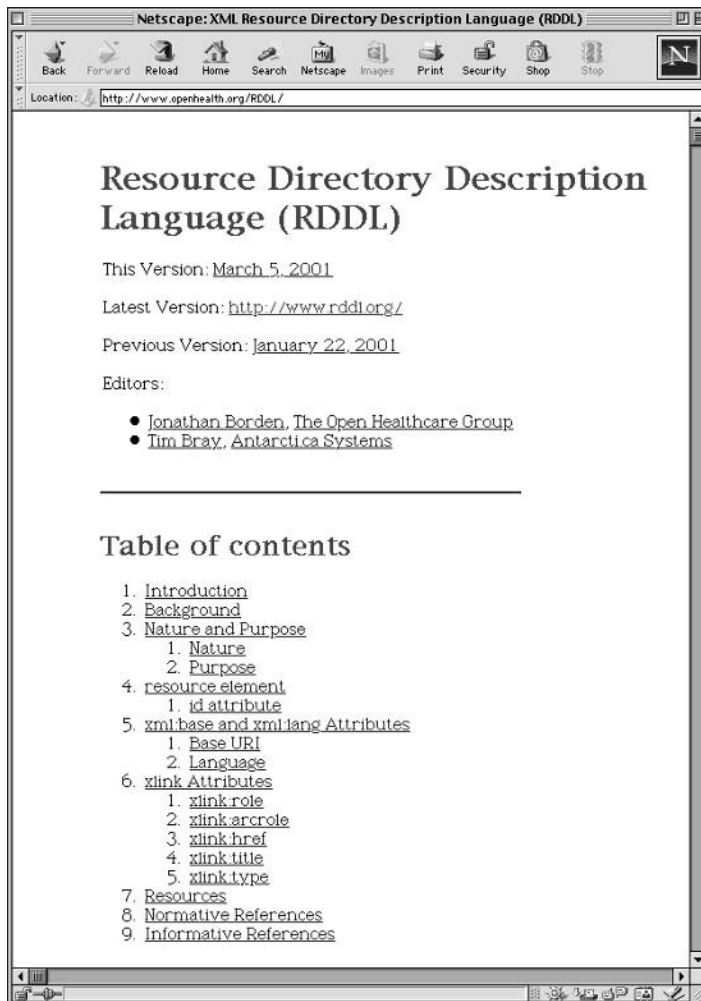 Netscape: XML Resource Directory Description Language (RDDL)
Back Forward Reload Home Search Netscape Images Print Security Shop Stop
My
N
Location: http://www.openhealth.org/RDDL/
Resource Directory Description
Language (RDDL)
This Version: March 5, 2001
Latest Version: http://www.rddl.org/
Previous Version: January 22, 2001
Editors:
● Jonathan Borden, The Open Healthcare Group
● Tim Bray, Antarctica Systems
Table of contents
1. Introduction
2. Background
3. Nature and Purpose
1. Nature
2. Purpose
4. resource element
1. id attribute
5. xml:base and xml:lang Attributes
1. Base URI
2. Language
6. xlink Attributes
1. xlink:role
2. xlink:arcrole
3. xlink:href
4. xlink:title
5. xlink:type
7. Resources
8. Normative References
9. Informative References